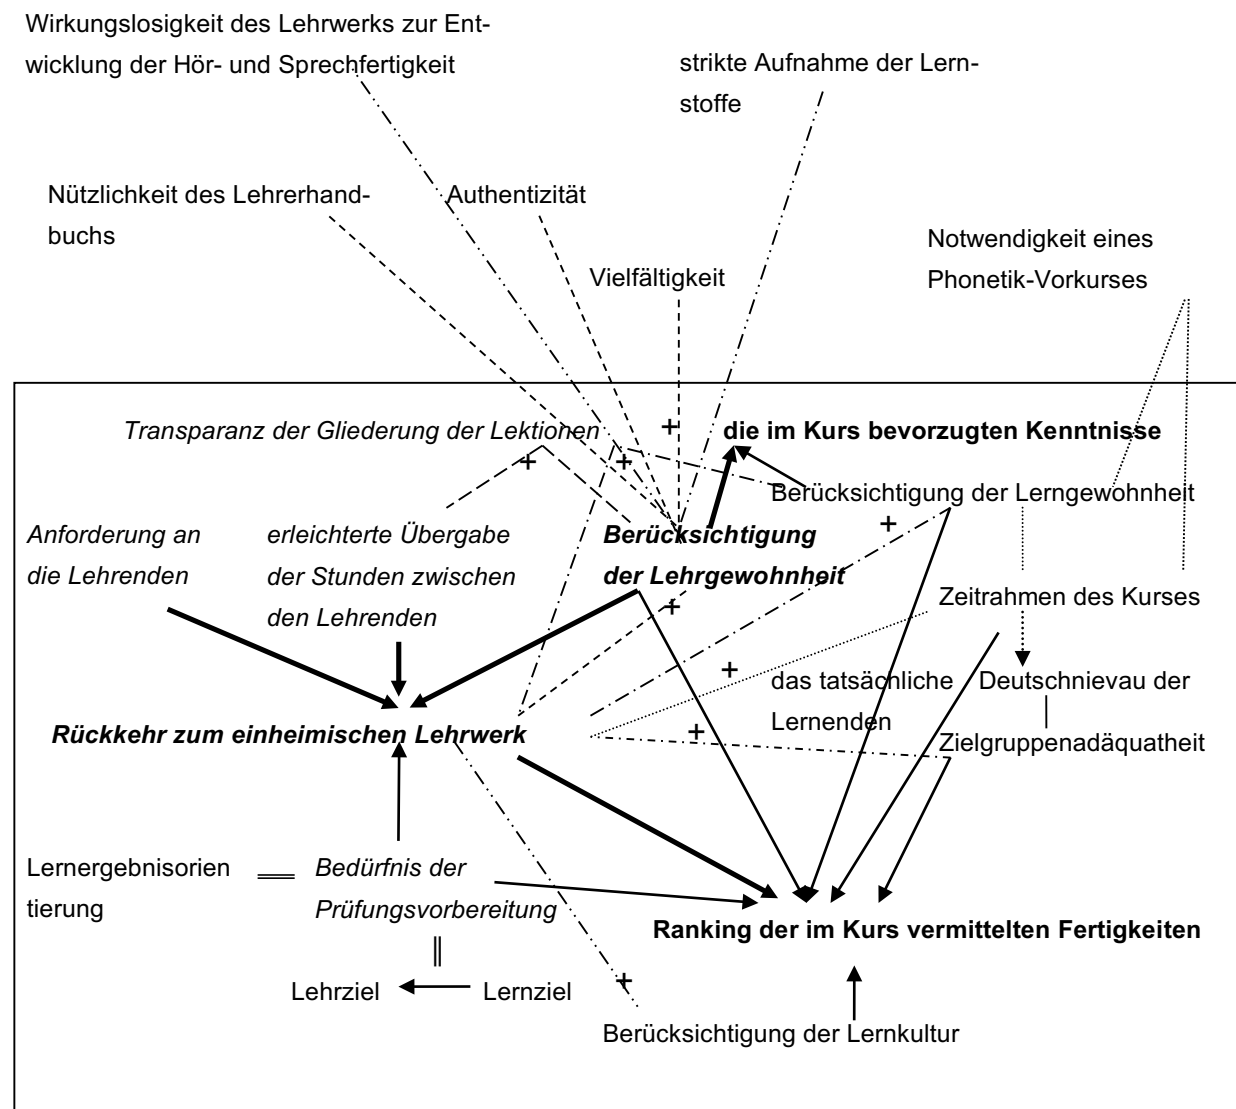 Wirkungslosigkeit des Lehrwerks zur Ent-
wicklung der Hör- und Sprechfertigkeit
strikte Aufnahme der Lern-
stoffe
Nützlichkeit des Lehrerhand-
buchs
Authentizität
Vielfältigkeit
Notwendigkeit eines
Phonetik-Vorkurses
Transparanz der Gliederung der Lektionen
+
die im Kurs bevorzugten Kenntnisse
+
+
Berücksichtigung der Lerngewohnheit
+
Anforderung an
die Lehrenden
erleichterte Übergabe
der Stunden zwischen
den Lehrenden
Berücksichtigung
der Lehrgewohnheit
+
Zeitrahmen des Kurses
+
das tatsächliche Deutschnievau der
Lernenden
+
Zielgruppenadäquatheit
Rückkehr zum einheimischen Lehrwerk
Lernergebnisorien
tierung
Bedürfnis der
Prüfungsvorbereitung
Ranking der im Kurs vermittelten Fertigkeiten
Lehrziel
Lernziel
+
Berücksichtigung der Lernkultur